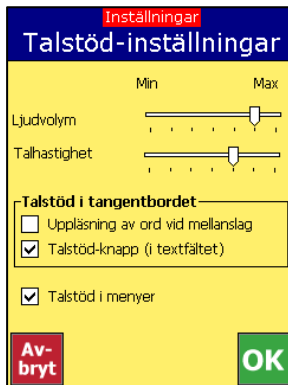 Inställningar
Talstöd-inställningar
Min Max
Ljudvolym
Talhastighet
Talstöd i tangentbordet
Uppläsning av ord vid mellanslag
Talstöd-knapp (i textfältet)
Talstöd i menyer
Av-
bryt
OK